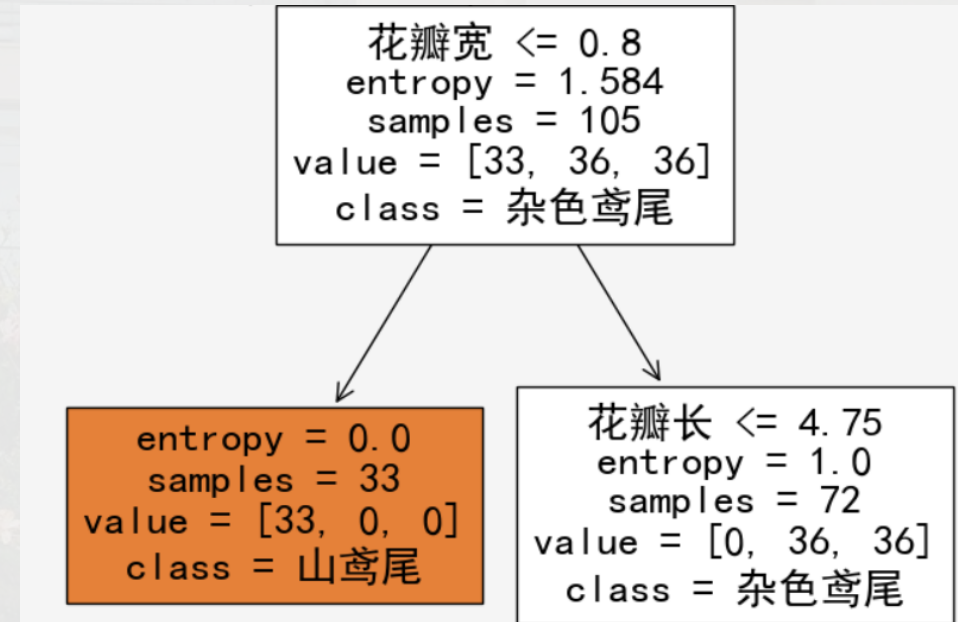 花瓣宽 <= 0.8
entropy = 1.584
samples = 105
value = [33, 36, 36]
class = 杂色鸢尾
entropy = 0.0
samples = 33
value = [33, 0, 0]
class = 山鸢尾
花瓣长 <= 4.75
entropy = 1.0
samples = 72
value = [0, 36, 36]
class = 杂色鸢尾